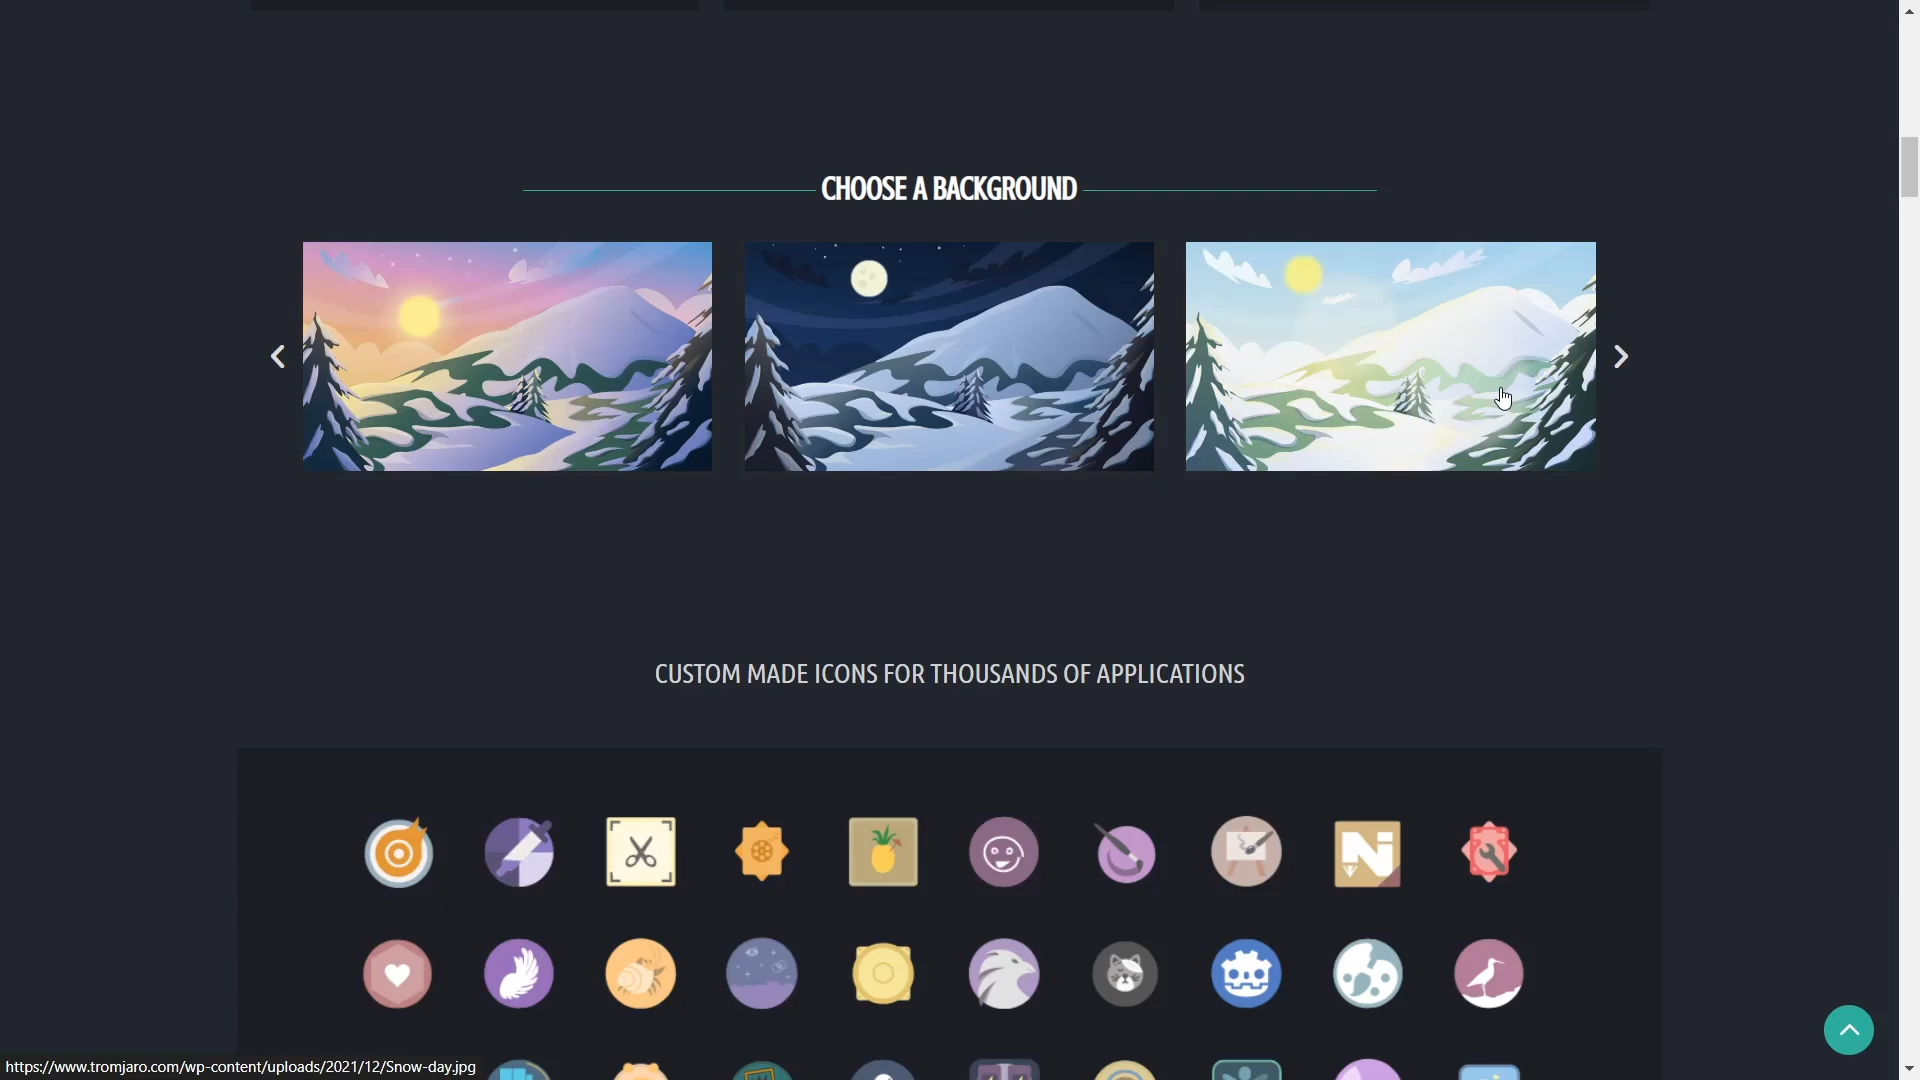 CHOOSE A BACKGROUND
CUSTOM MADE ICONS FOR THOUSANDS OF APPLICATIONS
https://www.tromjaro.com/wp-content/uploads/2021/12/Snow-day.jpg